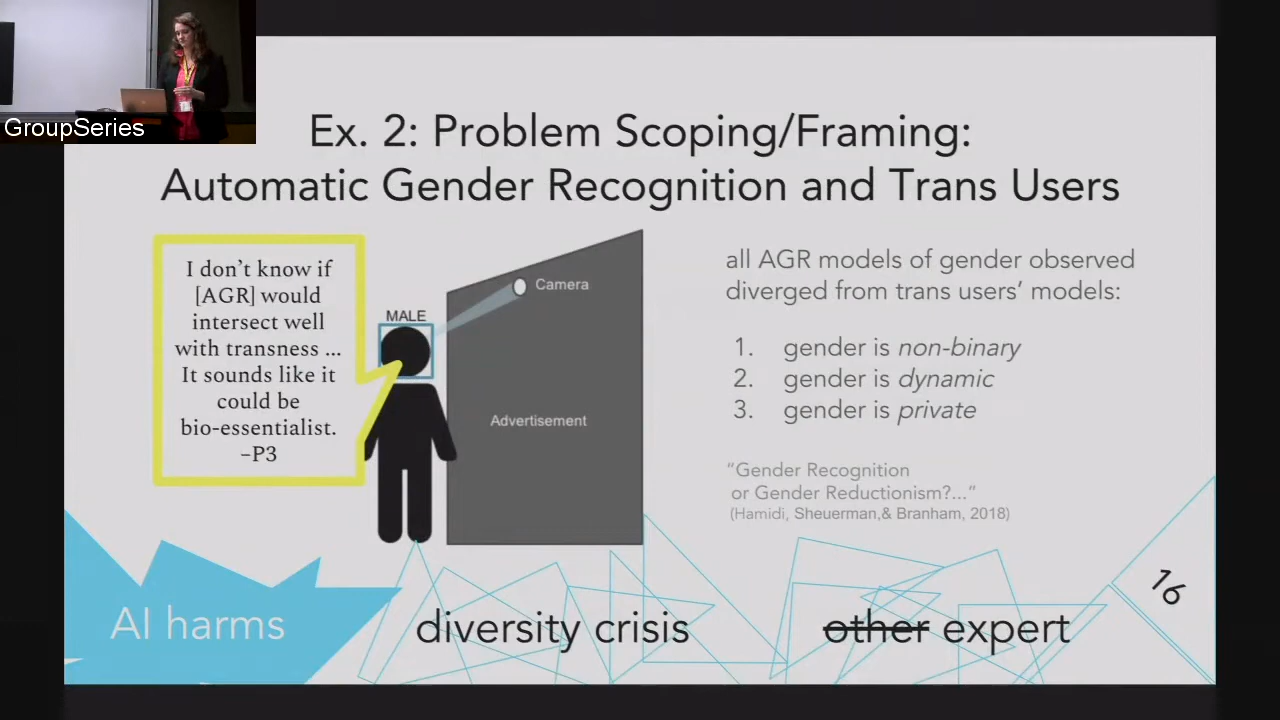 GroupSeries
Ex. 2: Problem Scoping/Framing:
Automatic Gender Recognition and Trans Users
I don't know if
[AGR] would
intersect well
with transness ...
It sounds like it
could be
bio-essentialist.
–P3
MALE
Camera
Advertisement
all AGR models of gender observed
diverged from trans users' models:
1. gender is non-binary
2. gender is dynamic
3. gender is private
"Gender Recognition
or Gender Reductionism?..."
(Hamidi, Sheuerman,& Branham, 2018)
16
AI harms
diversity crisis
other expert